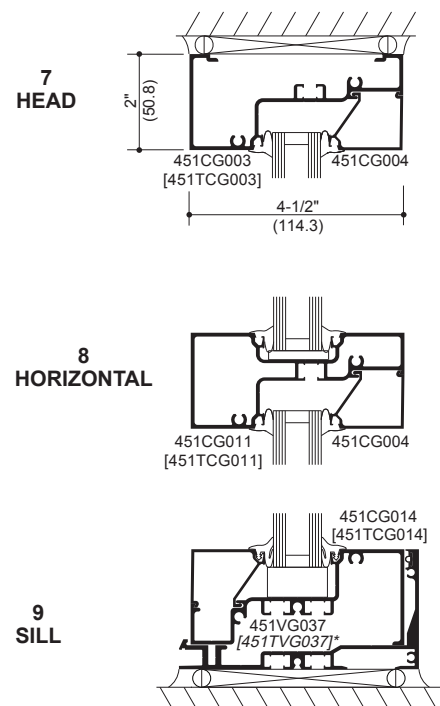 7
HEAD
2"
(50.8)
451CG003
[451TCG003]
451CG004
4-1/2"
(114.3)
8
HORIZONTAL
451CG011
[451TCG011]
451CG004
451CG014
[451TCG014]
9
SILL
451VG037
[451TVG037]*